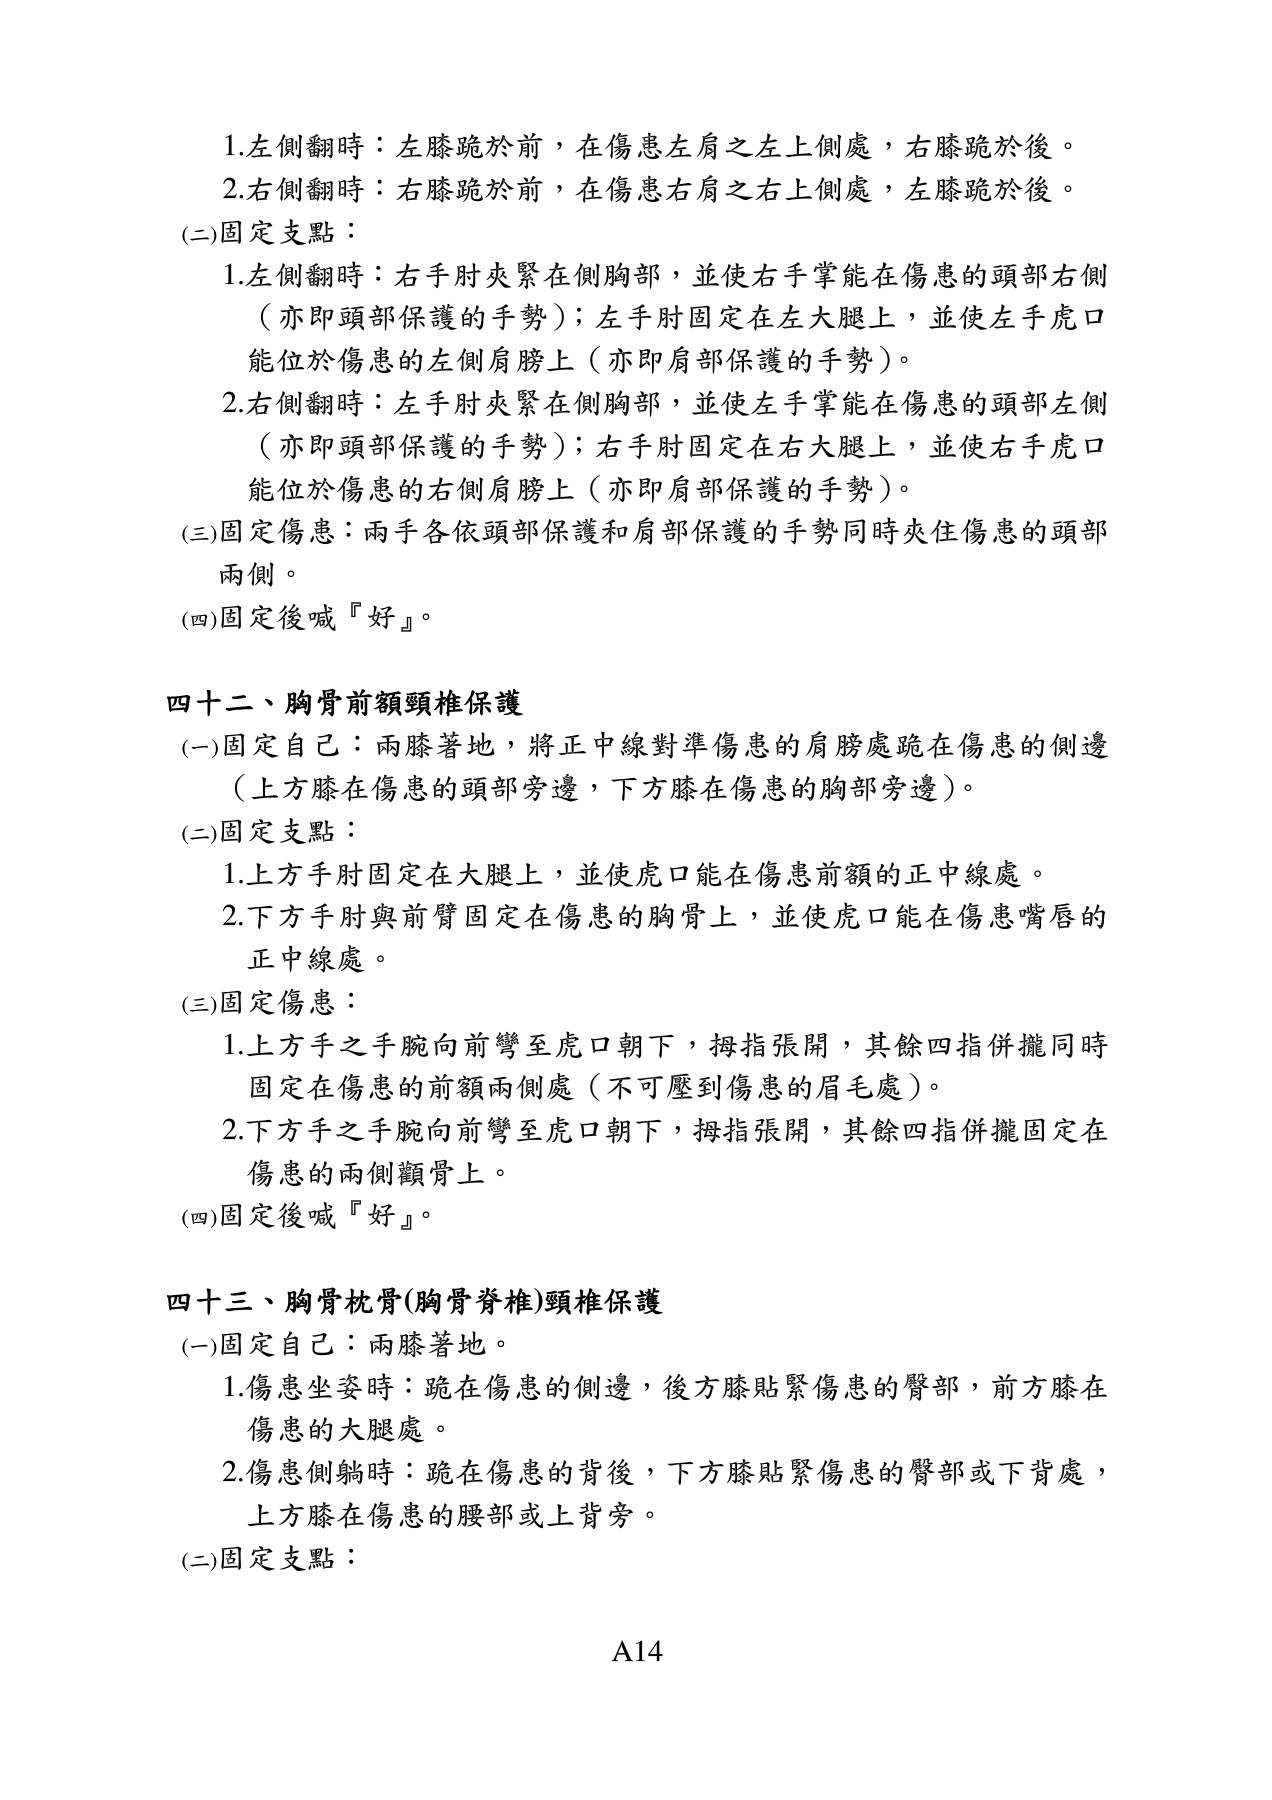 1.左側翻時：左膝跪於前，在傷患左肩之左上側處，右膝跪於後。
2.右側翻時：右膝跪於前，在傷患右肩之右上側處，左膝跪於後。
(二)固定支點：
1.左側翻時：右手肘夾緊在側胸部，並使右手掌能在傷患的頭部右側
（亦即頭部保護的手勢）；左手肘固定在左大腿上，並使左手虎口
能位於傷患的左側肩膀上（亦即肩部保護的手勢）。
2.右側翻時：左手肘夾緊在側胸部，並使左手掌能在傷患的頭部左側
（亦即頭部保護的手勢）；右手肘固定在右大腿上，並使右手虎口
能位於傷患的右側肩膀上（亦即肩部保護的手勢）。
(三)固定傷患：兩手各依頭部保護和肩部保護的手勢同時夾住傷患的頭部
兩側。
(四)固定後喊『好』。
四十二、胸骨前額頸椎保護
(一)固定自己：兩膝著地，將正中線對準傷患的肩膀處跪在傷患的側邊
（上方膝在傷患的頭部旁邊，下方膝在傷患的胸部旁邊）。
(二)固定支點：
1.上方手肘固定在大腿上，並使虎口能在傷患前額的正中線處。
2.下方手肘與前臂固定在傷患的胸骨上，並使虎口能在傷患嘴唇的
正中線處。
(三)固定傷患：
1.上方手之手腕向前彎至虎口朝下，拇指張開，其餘四指併攏同時
固定在傷患的前額兩側處（不可壓到傷患的眉毛處）。
2.下方手之手腕向前彎至虎口朝下，拇指張開，其餘四指併攏固定在
傷患的兩側顴骨上。
(四)固定後喊『好』。
四十三、胸骨枕骨(胸骨脊椎)頸椎保護
(一)固定自己：兩膝著地。
1.傷患坐姿時：跪在傷患的側邊，後方膝貼緊傷患的臀部，前方膝在
傷患的大腿處。
2.傷患側躺時：跪在傷患的背後，下方膝貼緊傷患的臀部或下背處，
上方膝在傷患的腰部或上背旁。
(二)固定支點：
A14